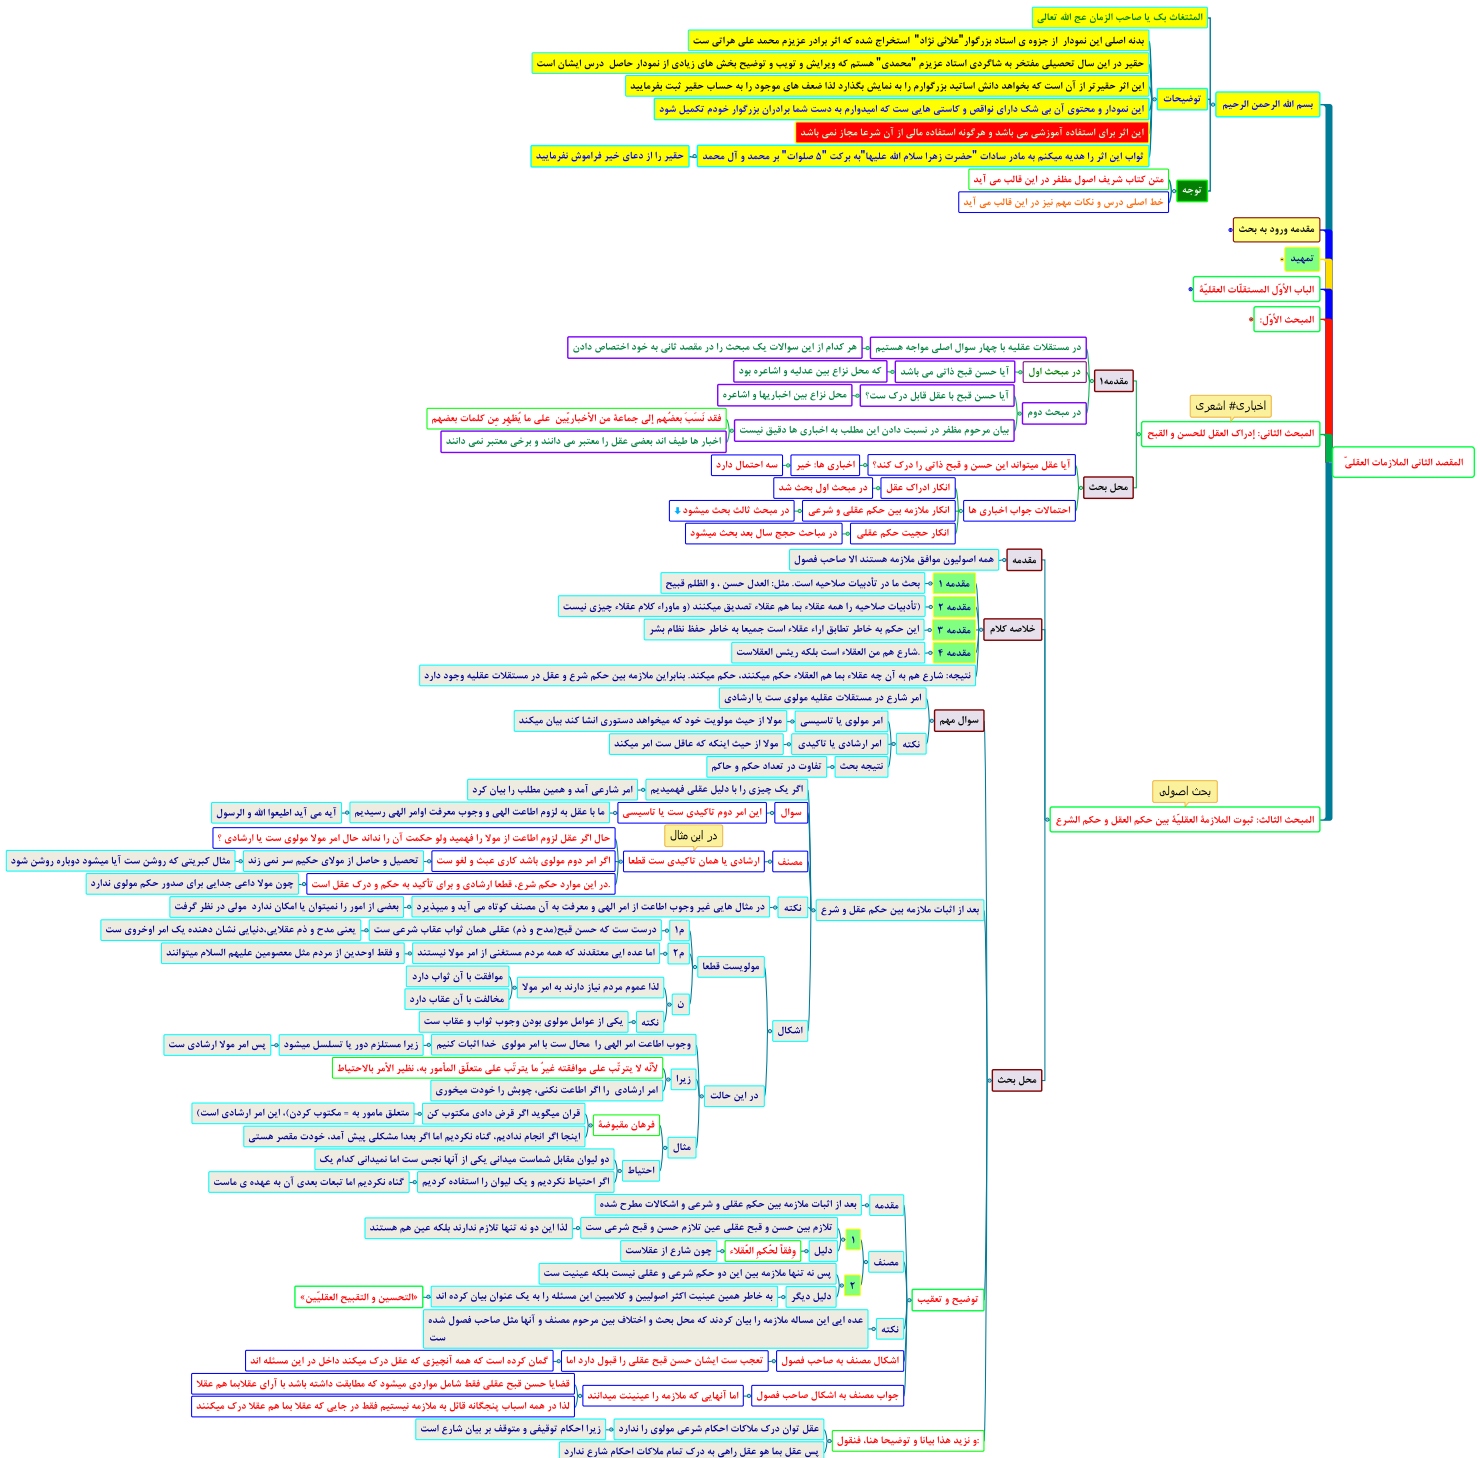 المثتغاث بک یا صاحب الزمان عج الله تعالی
بدنه اصلی این نمودار از جزوه ی استاد بزرگوار"علائی نژاد" استخراج شده که اثر برادر عزیزم محمد علی هراتی ست
حقیر در این سال تحصیلی مفتخر به شاگردی استاد عزیزم "محمدی" هستم که ویرایش و تویب و توضیح بخش های زیادی از نمودار حاصل درس ایشان است
این اثر حقیرتر از آن است که بخواهد دانش اساتید بزرگوارم را به نمایش بگذارد لذا ضعف های موجود را به حساب حقیر ثبت بفرمایید
توضیحات
بسم الله الرحمن الرحیم
این نمودار و محتوی آن بی شک دارای نواقص و کاستی هایی ست که امیدوارم به دست شما برادران بزرگوار خودم تکمیل شود
این اثر برای استفاده آموزشی می باشد و هرگونه استفاده مالی از آن شرعا مجاز نمی باشد
ثواب این اثر را هدیه میکنم به مادر سادات "حضرت زهرا سلام الله علیها"به برکت "۵ صلوات" بر محمد و آل محمد
حقیر را از دعای خیر فراموش نفرمایید
توجه
متن کتاب شریف اصول مظفر در این قالب می آید
خط اصلی درس و نکات مهم نیز در این قالب می آید
مقدمه ورود به بحث
تمهید
الباب الأوّل المستقلّات العقلیّة
المبحث الأوّل:
المقصد الثانی الملازمات العقلیّ
اخباری# اشعری
المبحث الثانی: إدراک العقل للحسن و القبح
مقدمه۱
در مستقلات عقلیه با چهار سوال اصلی مواجه هستیم
هر کدام از این سوالات یک مبحث را در مقصد ثانی به خود اختصاص دادن
در مبحث اول
آیا حسن قبح ذاتی می باشد
که محل نزاع بین عدلیه و اشاعره بود
در مبحث دوم
آیا حسن قبح با عقل قابل درک ست؟
محل نزاع بین اخباریها و اشاعره
بیان مرحوم مظفر در نسبت دادن این مطلب به اخباری ها دقیق نیست
فقد نَسَبَ بعضُهم إلی جماعة من الأخباریّین علی ما یُظهِر مِن کلمات بعضهم
اخبار ها طیف اند بعضی عقل را معتبر می دانند و برخی معتبر نمی دانند
محل بحث
آیا عقل میتواند این حسن و قبح ذاتی را درک کند؟
اخباری ها: خیر
سه احتمال دارد
احتمالات جواب اخباری ها
انکار ادراک عقل
در مبحث اول بحث شد
انکار ملازمه بین حکم عقلی و شرعی
در مبحث ثالث بحث میشود
انکار حجیت حکم عقلی
در مباحث حجج سال بعد بحث میشود
بحث اصولی
المبحث الثالث: ثبوت الملازمة العقلیّة بین حکم العقل و حکم الشرع
مقدمه
همه اصولیون موافق ملازمه هستند الا صاحب فصول
خلاصه کلام
مقدمه ۱
بحث ما در تأدیبات صلاحیه است. مثل: العدل حسن ، و الظلم قبیح
مقدمه ۲
(تأدیبات صلاحیه را همه عقلاء بما هم عقلاء تصدیق میکنند (و ماوراء کلام عقلاء چیزی نیست
مقدمه ۳
این حکم به خاطر تطابق اراء عقلاء است جمیعا به خاطر حفظ نظام بشر
مقدمه ۴
.شارع هم من العقلاء است بلکه ریئس العقلاست
نتیجه: شارع هم به آن چه عقلاء بما هم العقلاء حکم میکنند، حکم میکند. بنابراین ملازمه بین حکم شرع و عقل در مستقلات عقلیه وجود دارد
محل بحث
سوال مهم
امر شارع در مستقلات عقلیه مولوی ست یا ارشادی
نکته
امر مولوی یا تاسیسی
مولا از حیث مولویت خود که میخواهد دستوری انشا کند بیان میکند
امر ارشادی یا تاکیدی
مولا از حیث اینکه که عاقل ست امر میکند
نتیجه بحث
تفاوت در تعداد حکم و حاکم
بعد از اثبات ملازمه بین حکم عقل و شرع
اگر یک چیزی را با دلیل عقلی فهمیدیم
امر شارعی آمد و همین مطلب را بیان کرد
سوال
این امر دوم تاکیدی ست یا تاسیسی
ما با عقل به لزوم اطاعت الهی و وجوب معرفت اوامر الهی رسیدیم
آیه می آید اطیعوا الله و الرسول
در این مثال
مصنف
ارشادی یا همان تاکیدی ست قطعا
حال اگر عقل لزوم اطاعت از مولا را فهمید ولو حکمت آن را نداند حال امر مولا مولوی ست یا ارشادی ؟
اگر امر دوم مولوی باشد کاری عبث و لغو ست
تحصیل و حاصل از مولای حکیم سر نمی زند
مثال کبریتی که روشن ست آیا میشود دوباره روشن شود
.در این موارد حکم شرع، قطعا ارشادی و برای تأکید به حکم و درک عقل است
چون مولا داعی جدایی برای صدور حکم مولوی ندارد
نکته
در مثال هایی غیر وجوب اطاعت از امر الهی و معرفت به آن مصنف کوتاه می آید و میپذیرد
بعضی از امور را نمیتوان یا امکان ندارد مولی در نظر گرفت
اشکال
مولویست قطعا
م۱
درست ست که حسن قبح(مدح و ذم) عقلی همان ثواب عقاب شرعی ست
یعنی مدح و ذم عقلایی،دنیایی نشان دهنده یک امر اوخروی ست
م۲
اما عده ایی معتقدند که همه مردم مستغنی از امر مولا نیستند
و فقط اوحدین از مردم مثل معصومین علیهم السلام میتوانند
ن
لذا عموم مردم نیاز دارند به امر مولا
موافقت با آن ثواب دارد
مخالفت با آن عقاب دارد
نکته
یکی از عوامل مولوی بودن وجوب ثواب و عقاب ست
در این حالت
وجوب اطاعت امر الهی را محال ست با امر مولوی خدا اثبات کنیم
زیرا مستلزم دور یا تسلسل میشود
پس امر مولا ارشادی ست
زیرا
لأنّه لا یترتّب علی موافقته غیرُ ما یترتّب علی متعلّق المأمور به، نظیر الأمر بالاحتیاط
امر ارشادی را اگر اطاعت نکنی، چوبش را خودت میخوری
مثال
فرهان مقبوضة
قران میگوید اگر قرض دادی مکتوب کن
متعلق مامور به = مکتوب کردن)، این امر ارشادی است)
اینجا اگر انجام ندادیم، گناه نکردیم اما اگر بعدا مشکلی پیش آمد، خودت مقصر هستی
احتیاط
دو لیوان مقابل شماست میدانی یکی از آنها نجس ست اما نمیدانی کدام یک
اگر احتیاط نکردیم و یک لیوان را استفاده کردیم
گناه نکردیم اما تبعات بعدی آن به عهده ی ماست
توضیح و تعقیب
مقدمه
بعد از اثبات ملازمه بین حکم عقلی و شرعی و اشکالات مطرح شده
مصنف
۱
تلازم بین حسن و قبح عقلی عین تلازم حسن و قبح شرعی ست
لذا این دو نه تنها تلازم ندارند بلکه عین هم هستند
دلیل
وفقاً لحُکمِ العُقلاء
چون شارع از عقلاست
۲
پس نه تنها ملازمه بین این دو حکم شرعی و عقلی نیست بلکه عینیت ست
دلیل دیگر
به خاطر همین عینیت اکثر اصولیین و کلامیین این مسئله را به یک عنوان بیان کرده اند
«التحسین و التقبیح العقلیّین»
نکته
عده ایی این مساله ملازمه را بیان کردند که محل بحث و اختلاف بین مرحوم مصنف و آنها مثل صاحب فصول شده
ست
اشکال مصنف به صاحب فصول
تعجب ست ایشان حسن قبح عقلی را قبول دارد اما
گمان کرده است که همه آنچیزی که عقل درک میکند داخل در این مسئله اند
جواب مصنف به اشکال صاحب فصول
اما آنهایی که ملازمه را عینینت میدانند
قضایا حسن قبح عقلی فقط شامل مواردی میشود که مطابقت داشته باشد یا آرای عقلابما هم عقلا
لذا در همه اسباب پنجگانه قائل به ملازمه نیستیم فقط در جایی که عقلا بما هم عقلا درک میکنند
:و نزید هذا بیانا و توضیحا هنا، فنقول
عقل توان درک ملاکات احکام شرعی مولوی را ندارد
زیرا احکام توقیفی و متوقف بر بیان شارع است
پس عقل بما هو عقل راهی به درک تمام ملاکات احکام شارع ندارد